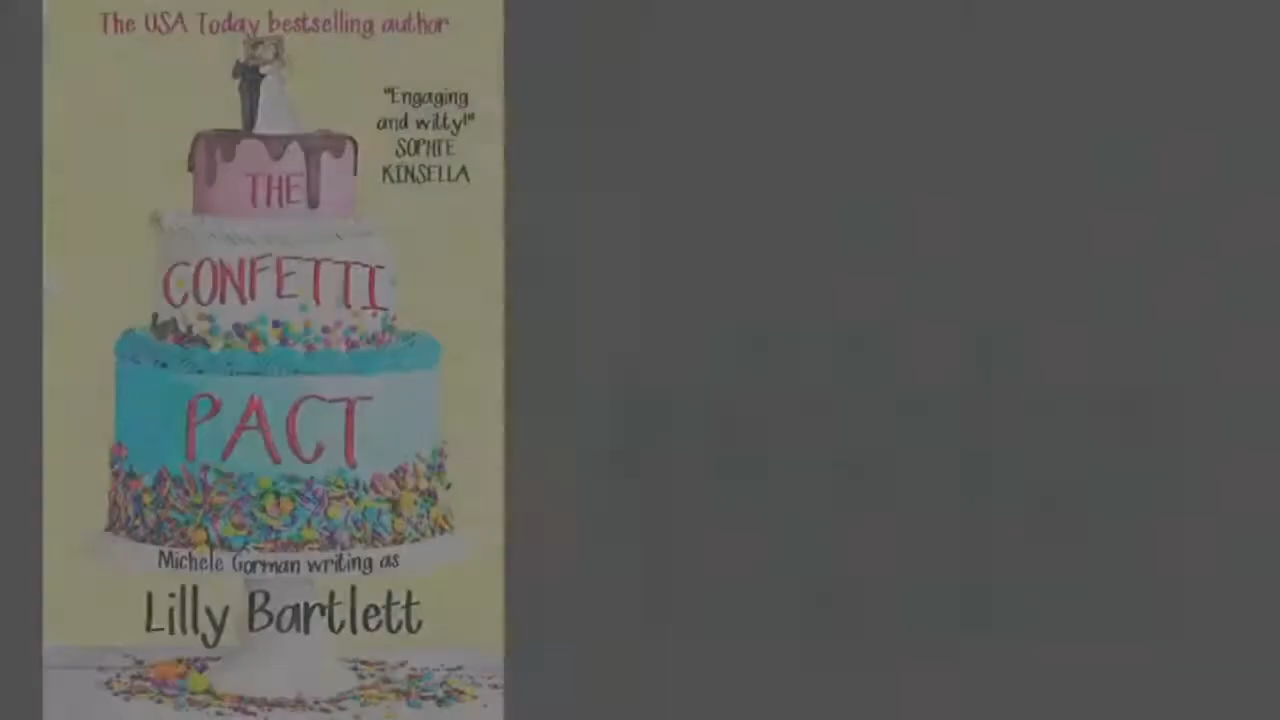 The USA Today bestselling author
"Engaging
and witty!"
SOPHIE
KINSELLA
THE
CONFETTI
PACT
Michele Gorman writing as
Lilly Bartlett